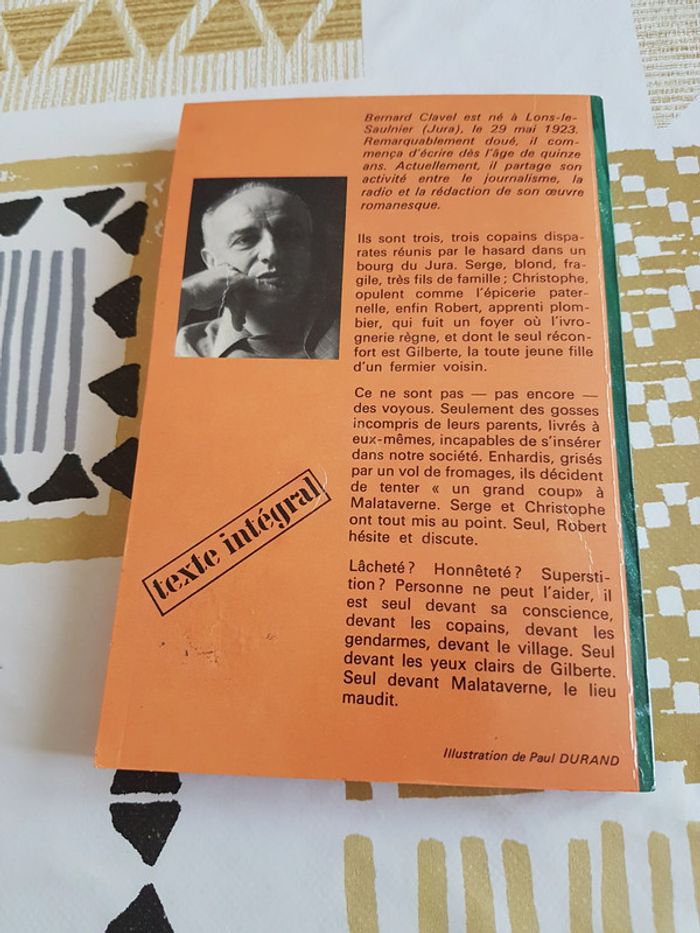 Bernard Clavel est né à Lons-le-
Saulnier (Jura), le 29 mai 1923.
Remarquablement doué, il com-
mença d'écrire dès l'âge de quinze
ans. Actuellement, il partage son
activité entre le journalisme, la
radio et la rédaction de son œuvre
romanesque.
Ils sont trois, trois copains dispa-
rates réunis par le hasard dans un
bourg du Jura. Serge, blond, fra-
gile, très fils de famille ; Christophe,
opulent comme l'épicerie pater-
nelle, enfin Robert, apprenti plom-
bier, qui fuit un foyer où l'ivro-
gnerie règne, et dont le seul récon-
fort est Gilberte, la toute jeune fille
d'un fermier voisin.
Ce ne sont pas — pas encore —
des voyous. Seulement des gosses
incompris de leurs parents, livrés à
eux-mêmes, incapables de s'insérer
dans notre société. Enhardis, grisés
par un vol de fromages, ils décident
de tenter « un grand coup» à
Malataverne. Serge et Christophe
ont tout mis au point. Seul, Robert
hésite et discute.
Lâcheté ? Honnêteté ? Supersti-
tion ? Personne ne peut l'aider, il
est seul devant sa conscience,
devant les copains, devant les
gendarmes, devant le village. Seul
devant les yeux clairs de Gilberte.
Seul devant Malataverne, le lieu
maudit.
texte intégral
Illustration de Paul DURAND